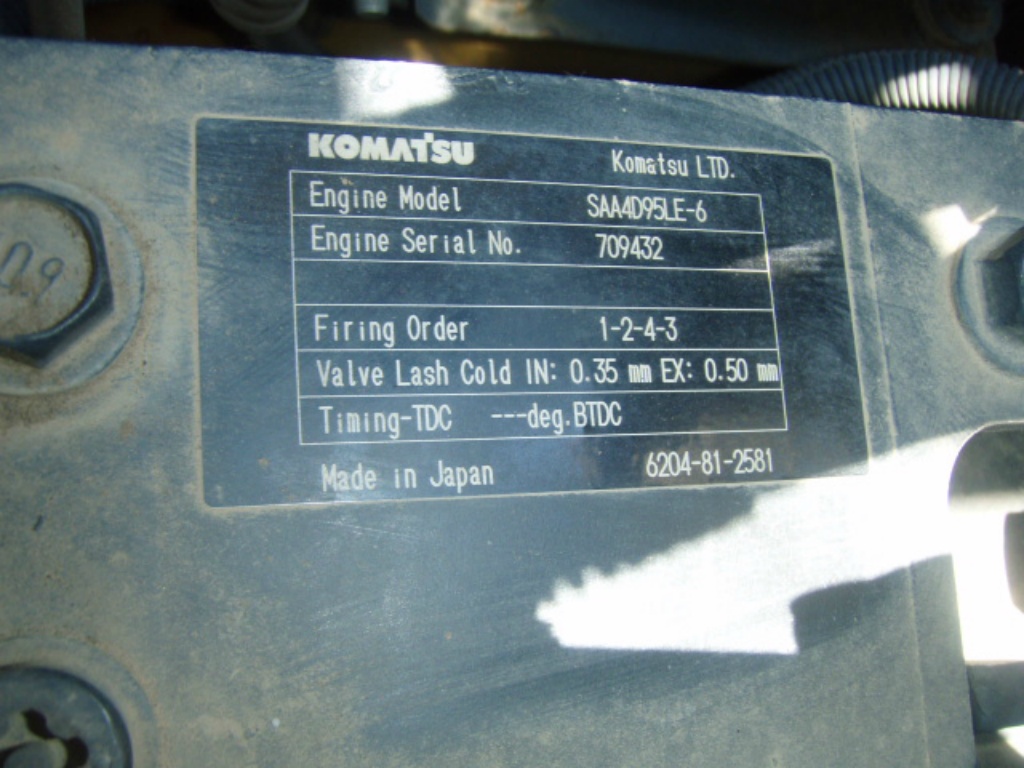 KOMATSU Komatsu LTD.
Engine Model SAA4D95LE-6
Engine Serial No. 709432
Firing Order 1-2-4-3
Valve Lash Cold IN: 0.35 mm EX: 0.50 mm
Timing-TDC ---deg.BTDC
Made in Japan 6204-81-2581